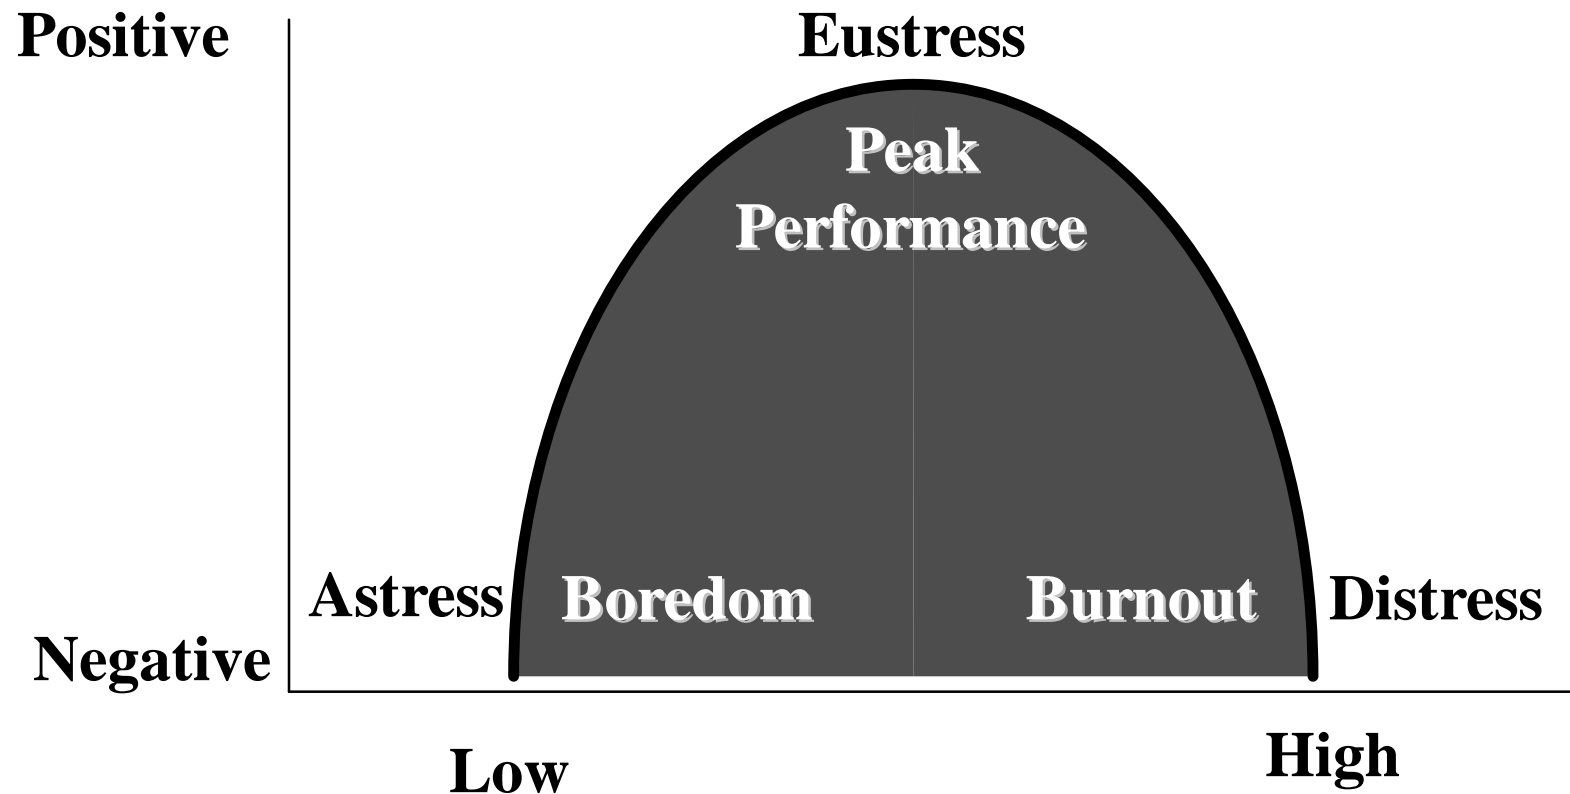 Positive
Eustress
Peak
Performance
Astress
Boredom
Burnout
Distress
Negative
Low
High